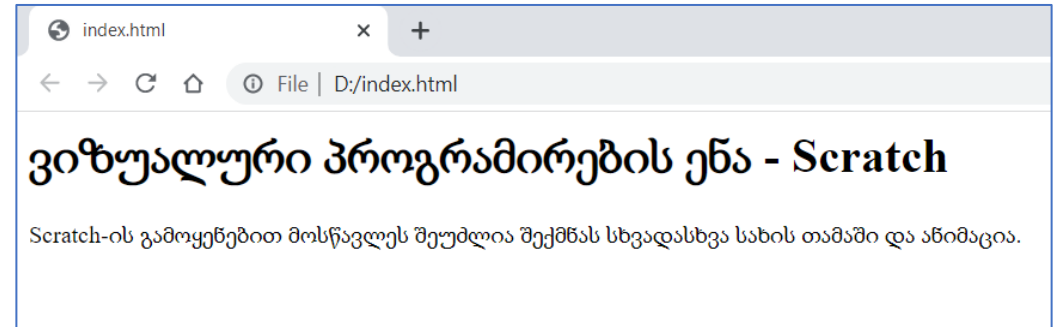 index.html
File | D:/index.html
ვიზუალური პროგრამირების ენა - Scratch
Scratch-ის გამოყენებით მოსწავლეს შეუძლია შექმნას სხვადასხვა სახის თამაში და ანიმაცია.